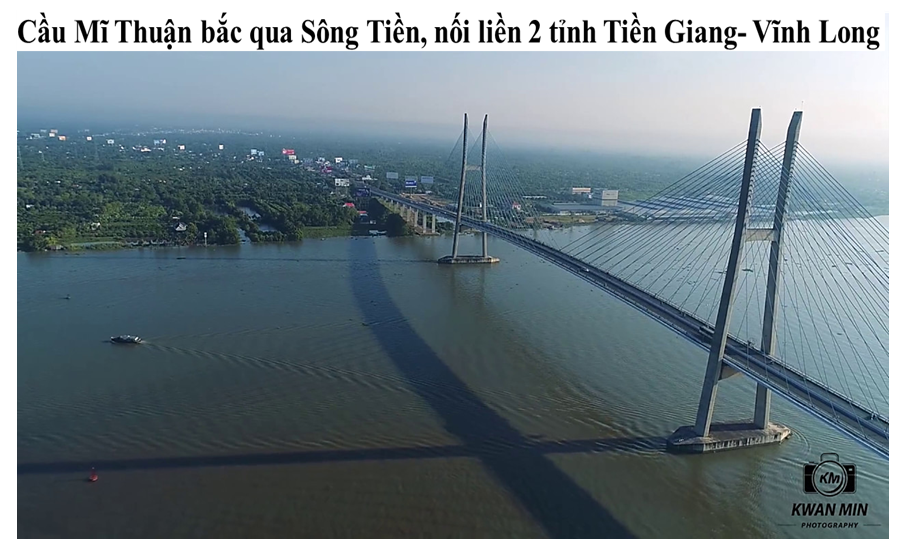 Cầu Mĩ Thuận bắc qua Sông Tiền, nối liền 2 tỉnh Tiền Giang- Vĩnh Long
KM
KWAN MIN
PHOTOGRAPHY